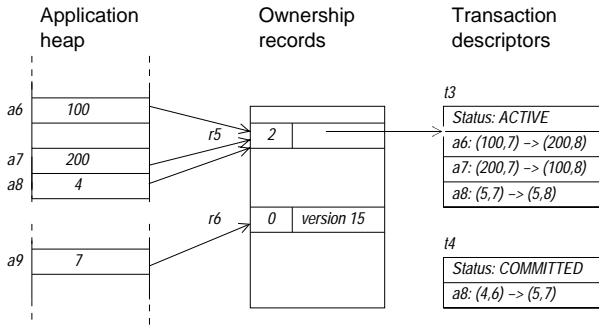 Application heap
Ownership records
Transaction descriptors
a6 100
a7 200
a8 4
a9 7
r5 2
r6 0 version 15
t3
Status: ACTIVE
a6: (100,7) −> (200,8)
a7: (200,7) −> (100,8)
a8: (5,7) −> (5,8)
t4
Status: COMMITTED
a8: (4,6) −> (5,7)